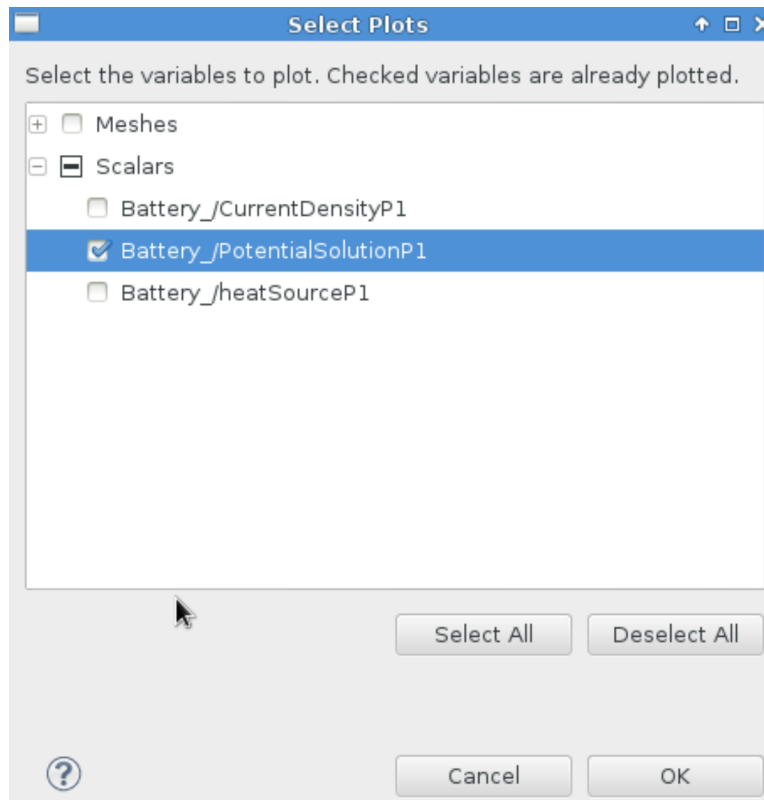 Select Plots
Select the variables to plot. Checked variables are already plotted.
Meshes
Scalars
Battery_/CurrentDensityP1
Battery_/PotentialSolutionP1
Battery_/heatSourceP1
Select All
Deselect All
?
Cancel
OK